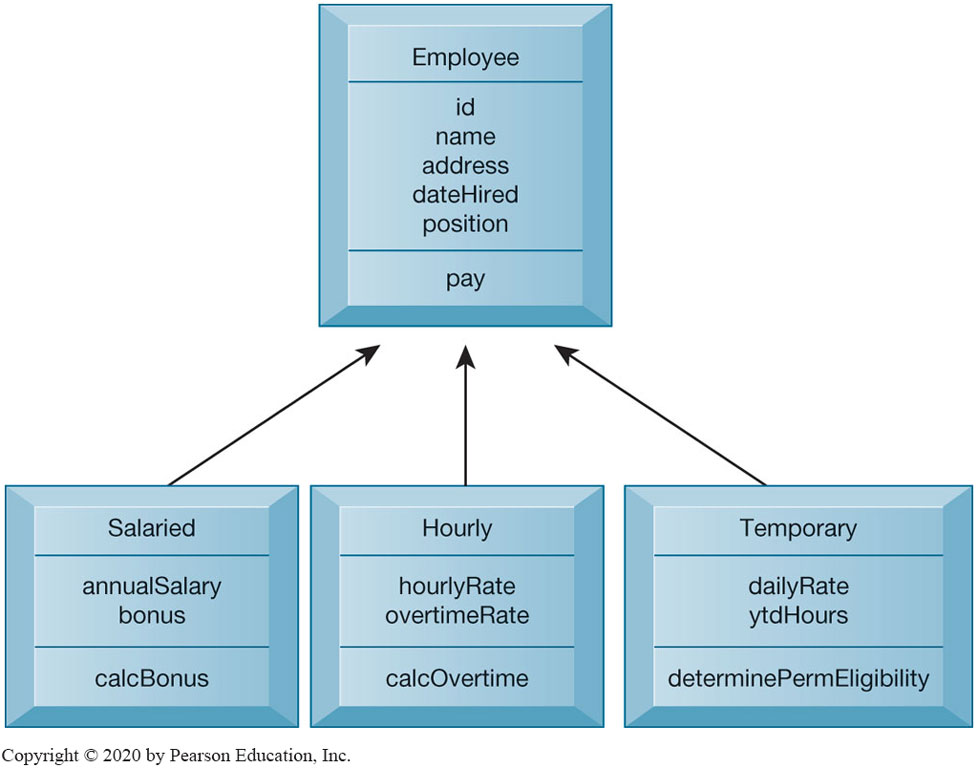 Employee
id
name
address
dateHired
position
pay
Salaried
annualSalary
bonus
calcBonus
Hourly
hourlyRate
overtimeRate
calcOvertime
Temporary
dailyRate
ytdHours
determinePermEligibility
Copyright © 2020 by Pearson Education, Inc.